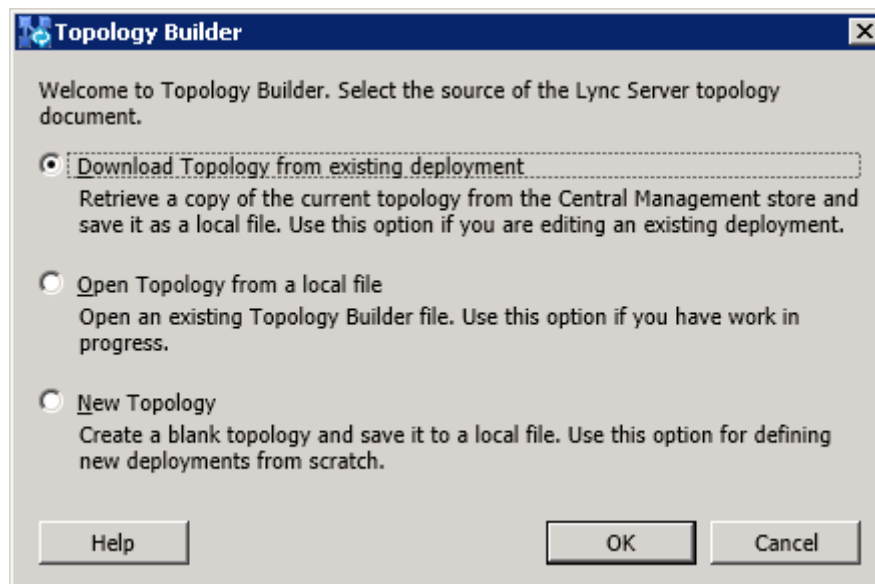 Topology Builder
Welcome to Topology Builder. Select the source of the Lync Server topology
document.
Download Topology from existing deployment
Retrieve a copy of the current topology from the Central Management store and
save it as a local file. Use this option if you are editing an existing deployment.
Open Topology from a local file
Open an existing Topology Builder file. Use this option if you have work in
progress.
New Topology
Create a blank topology and save it to a local file. Use this option for defining
new deployments from scratch.
Help OK Cancel